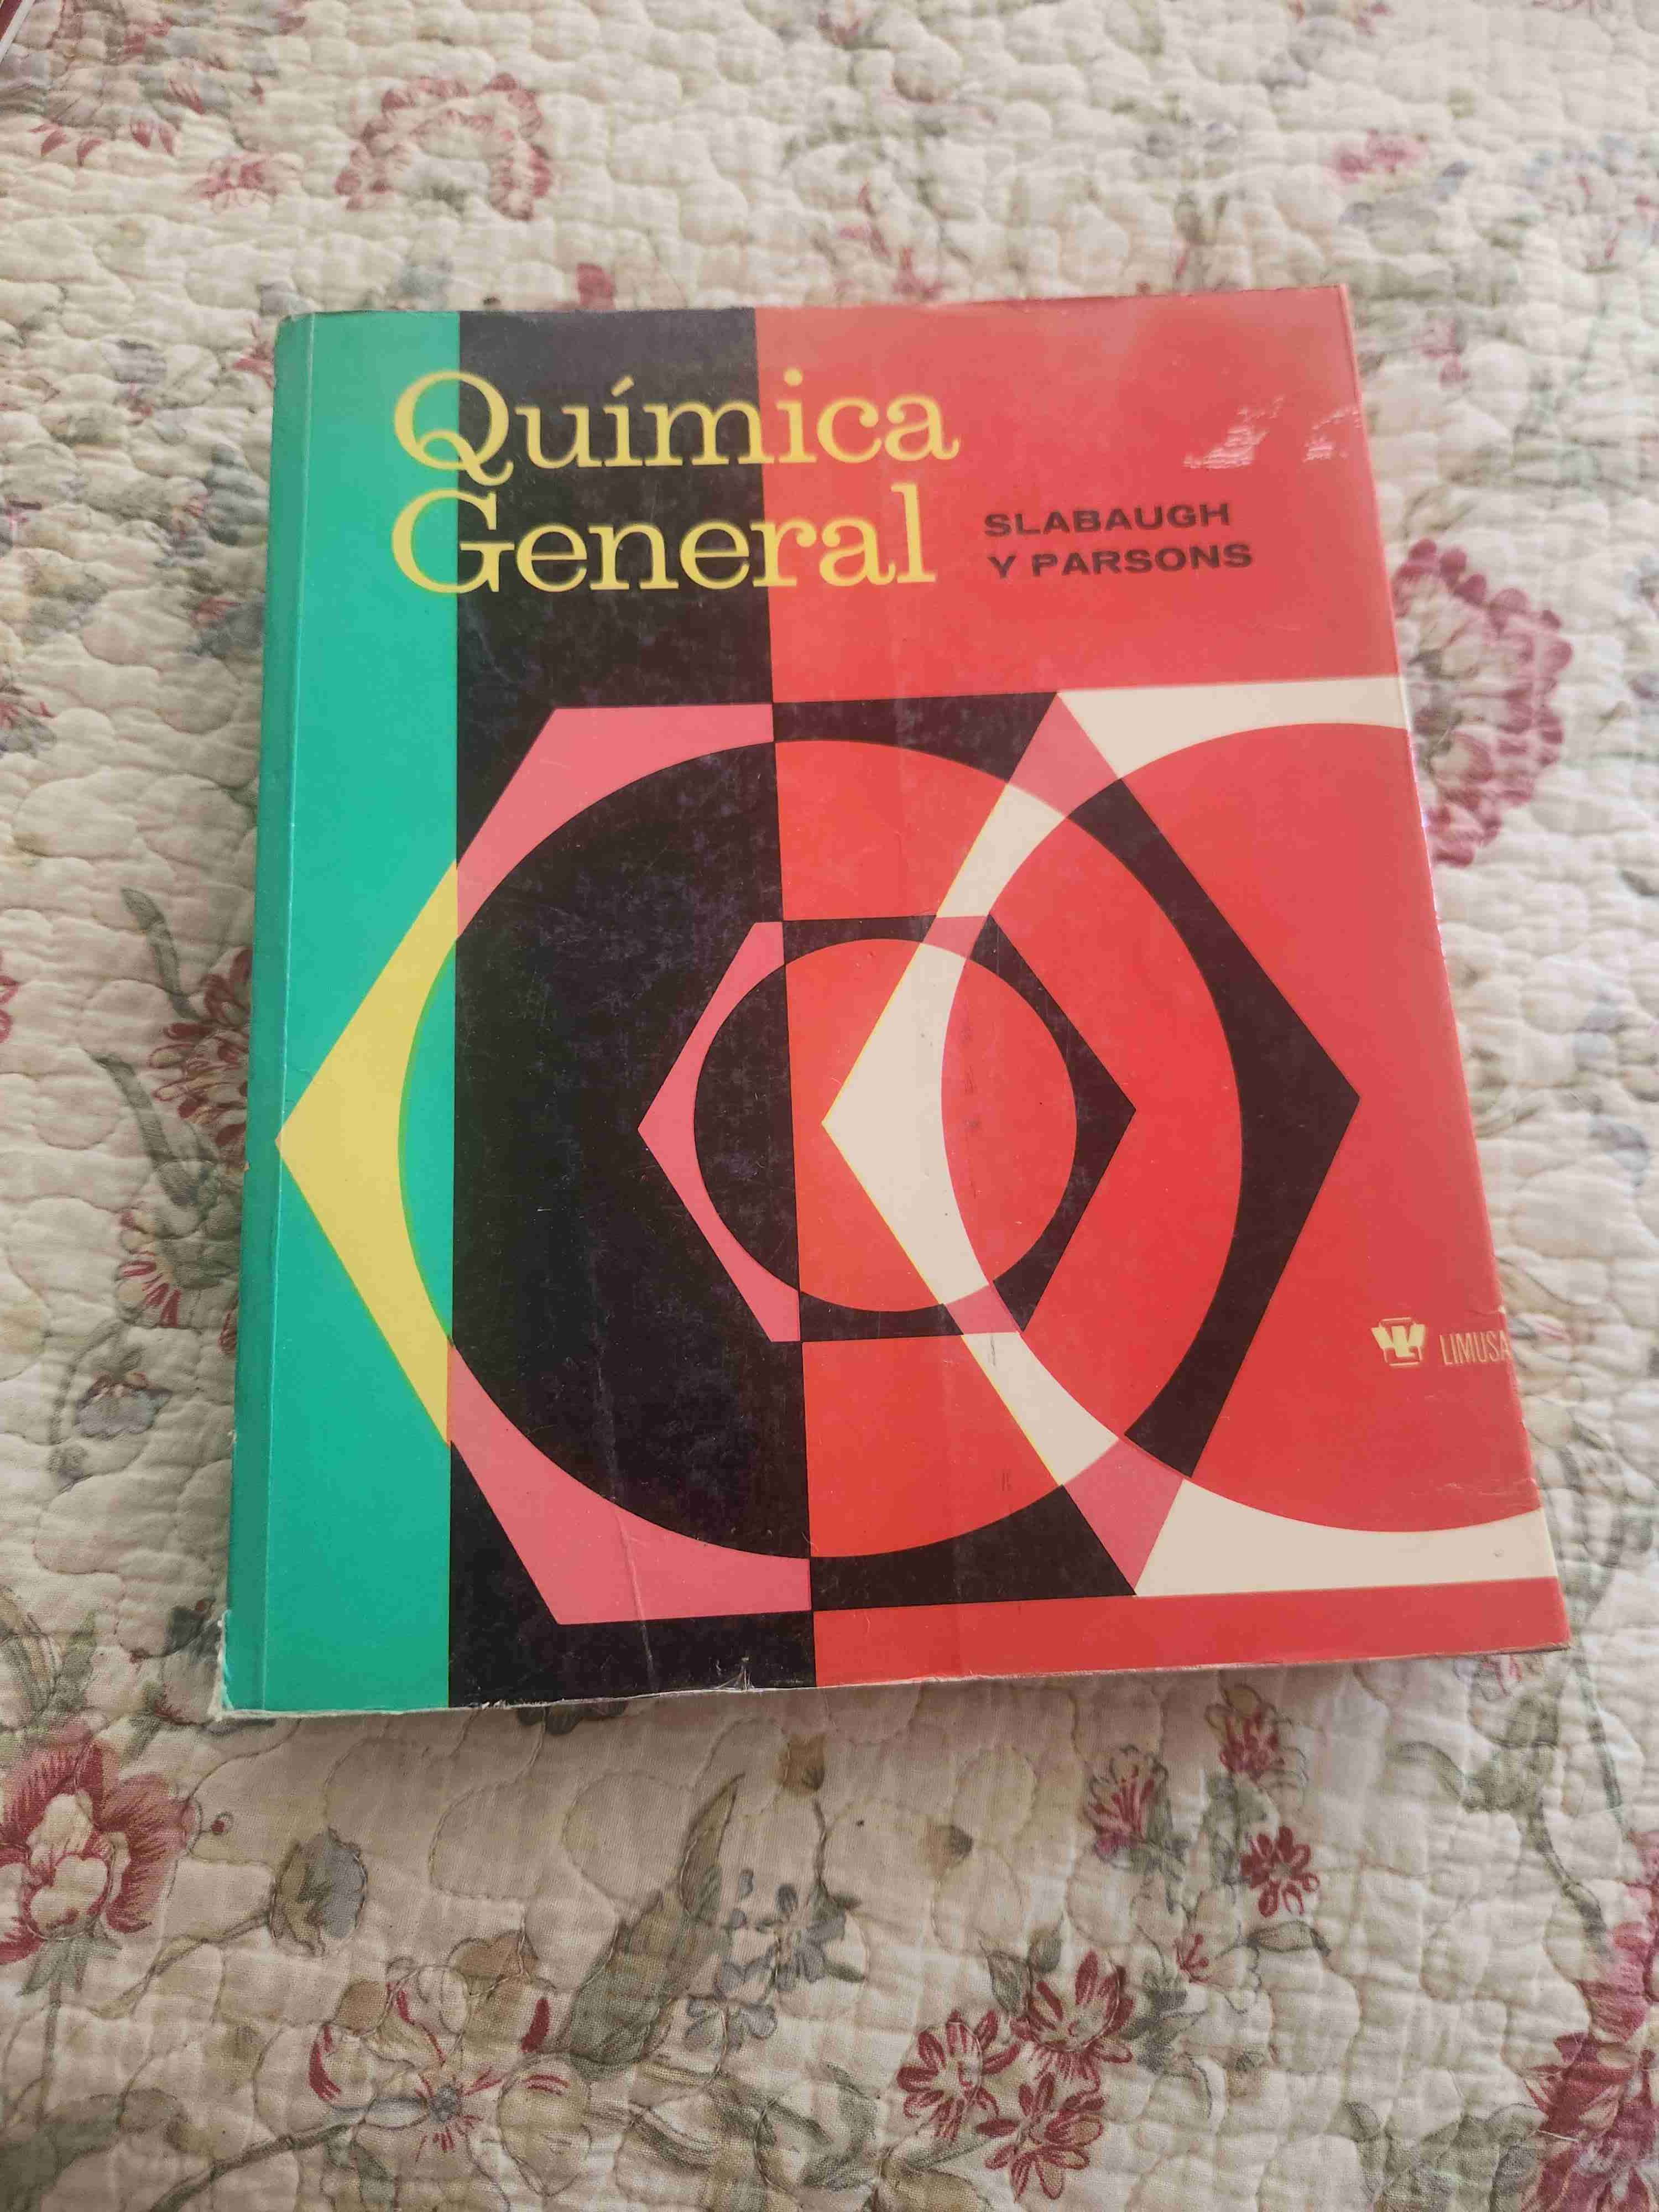 Química
General
SLABAUGH
Y PARSONS
LIMUSA